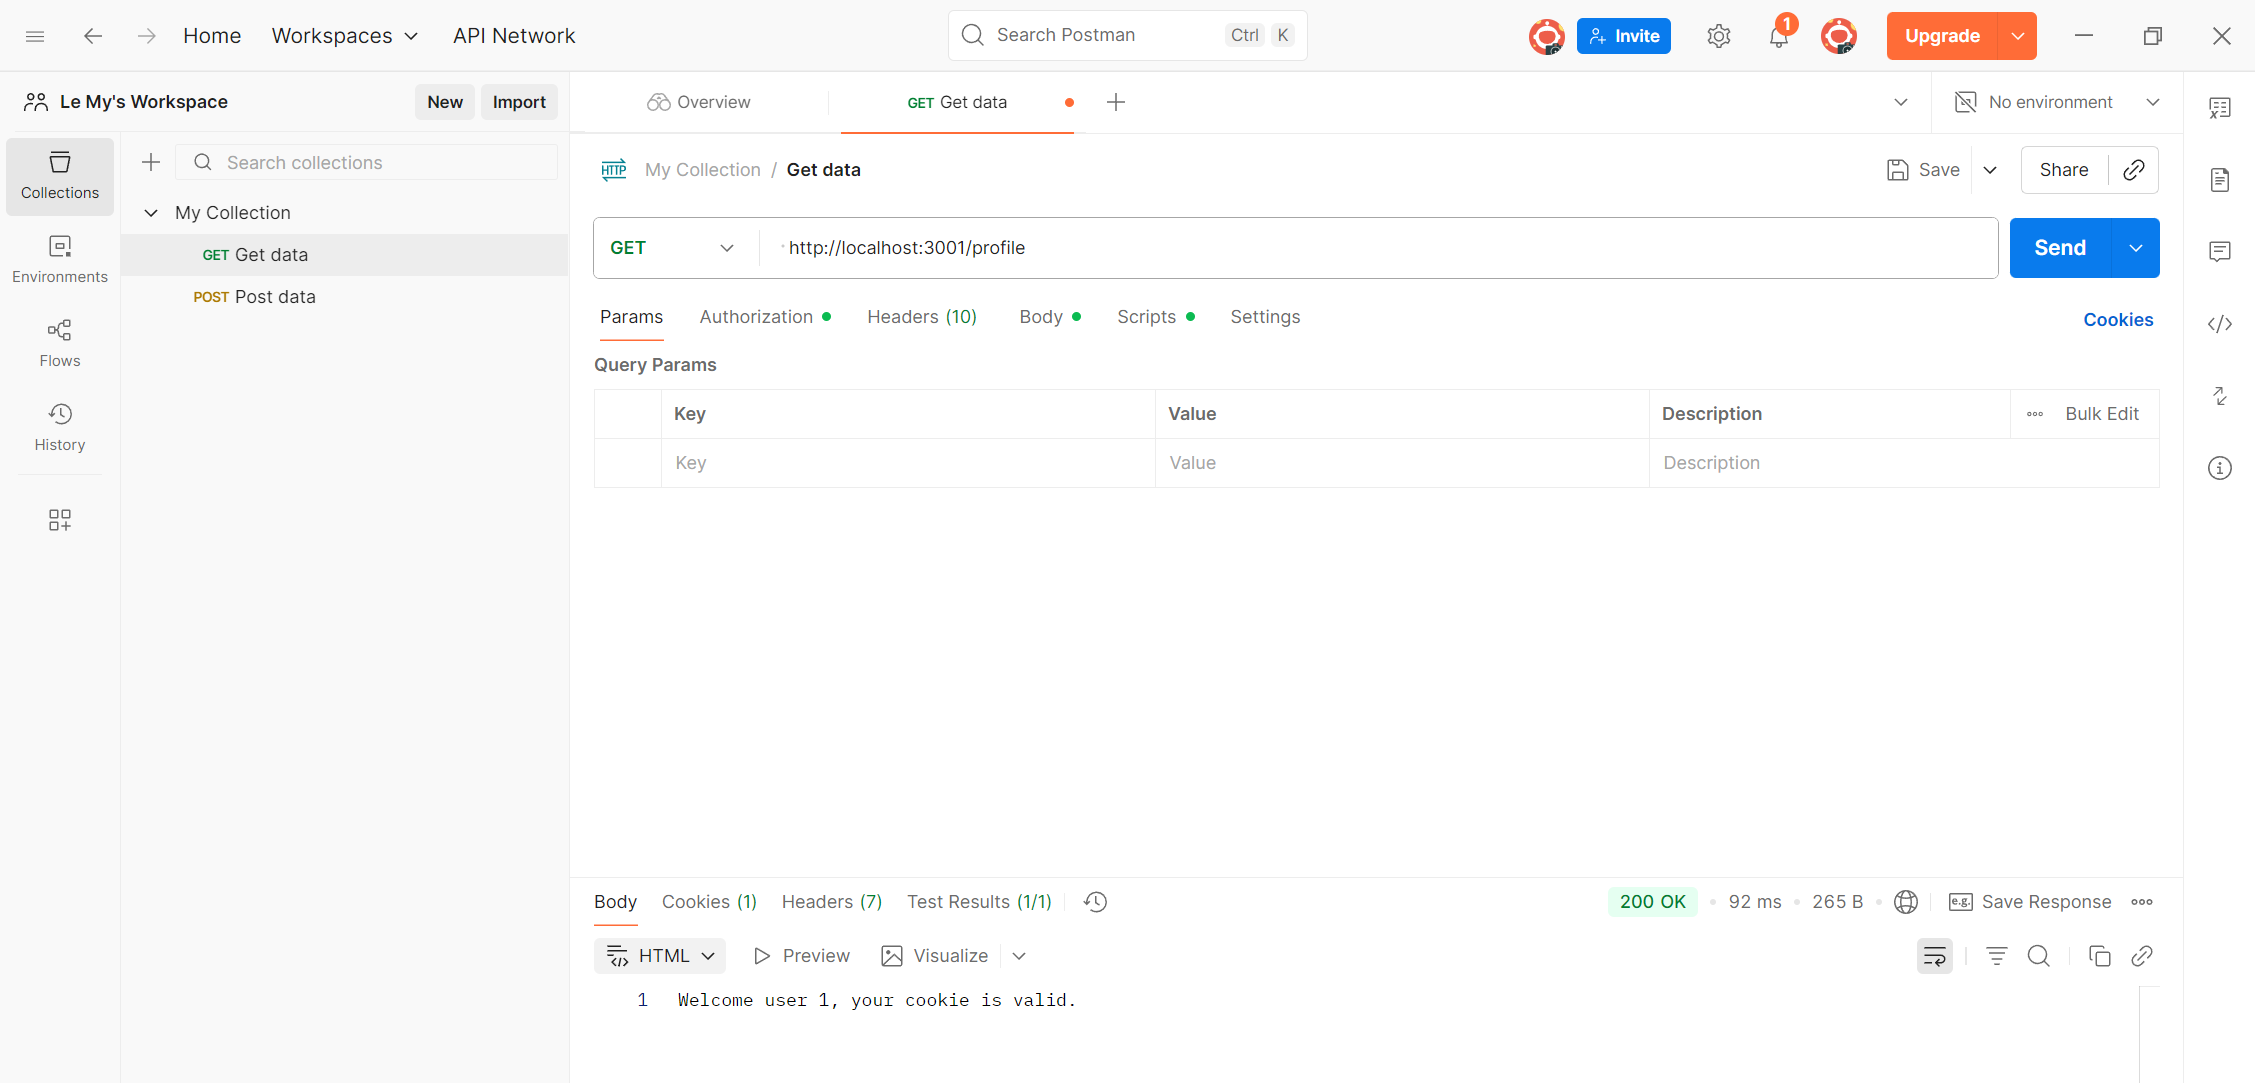 Home Workspaces API Network Search Postman Ctrl K Invite 1 Upgrade
Le My's Workspace New Import
Overview GET Get data No environment
Collections
Environments
Flows
History
Search collections
My Collection
GET Get data
POST Post data
HTTP My Collection / Get data Save Share
GET http://localhost:3001/profile Send
Params Authorization Headers (10) Body Scripts Settings Cookies
Query Params
Key Value Description Bulk Edit
Key Value Description
Body Cookies (1) Headers (7) Test Results (1/1) 200 OK • 92 ms • 265 B • e.g. Save Response
HTML Preview Visualize
1 Welcome user 1, your cookie is valid.